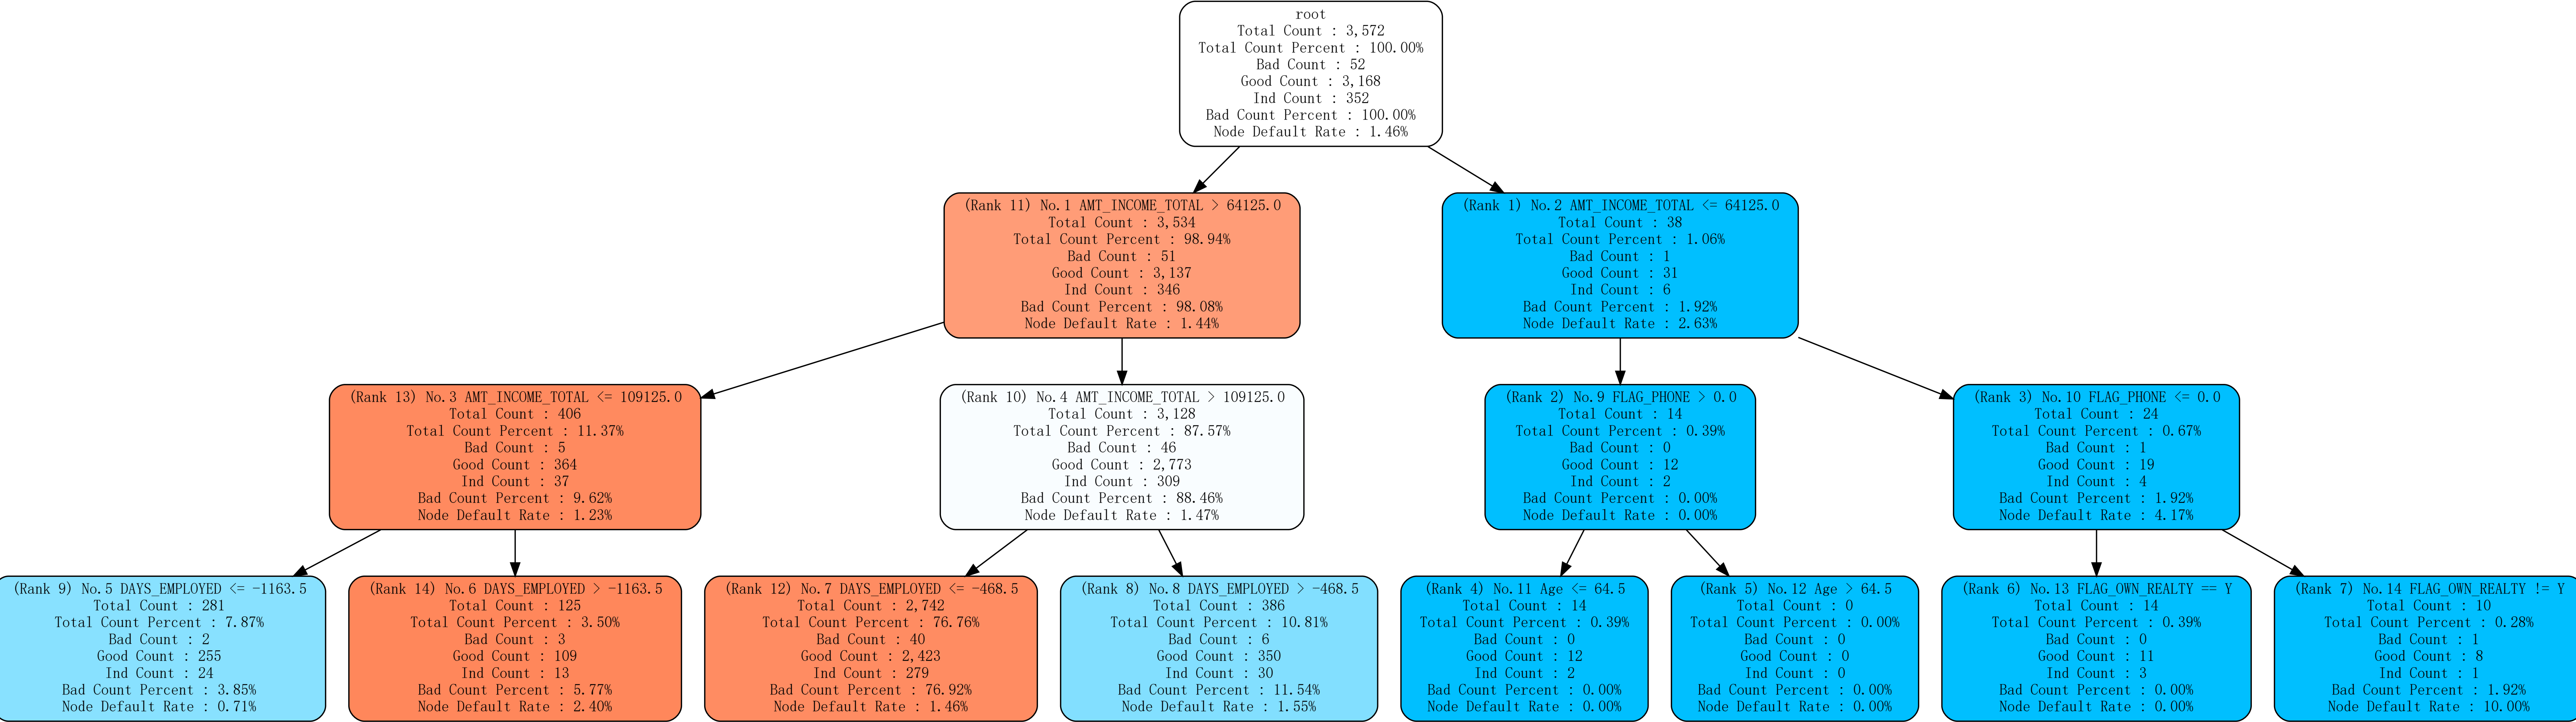 root
Total Count : 3,572
Total Count Percent : 100.00%
Bad Count : 52
Good Count : 3,168
Ind Count : 352
Bad Count Percent : 100.00%
Node Default Rate : 1.46%
(Rank 11) No.1 AMT_INCOME_TOTAL > 64125.0
Total Count : 3,534
Total Count Percent : 98.94%
Bad Count : 51
Good Count : 3,137
Ind Count : 346
Bad Count Percent : 98.08%
Node Default Rate : 1.44%
(Rank 1) No.2 AMT_INCOME_TOTAL <= 64125.0
Total Count : 38
Total Count Percent : 1.06%
Bad Count : 1
Good Count : 31
Ind Count : 6
Bad Count Percent : 1.92%
Node Default Rate : 2.63%
(Rank 13) No.3 AMT_INCOME_TOTAL <= 109125.0
Total Count : 406
Total Count Percent : 11.37%
Bad Count : 5
Good Count : 364
Ind Count : 37
Bad Count Percent : 9.62%
Node Default Rate : 1.23%
(Rank 10) No.4 AMT_INCOME_TOTAL > 109125.0
Total Count : 3,128
Total Count Percent : 87.57%
Bad Count : 46
Good Count : 2,773
Ind Count : 309
Bad Count Percent : 88.46%
Node Default Rate : 1.47%
(Rank 2) No.9 FLAG_PHONE > 0.0
Total Count : 14
Total Count Percent : 0.39%
Bad Count : 0
Good Count : 12
Ind Count : 2
Bad Count Percent : 0.00%
Node Default Rate : 0.00%
(Rank 3) No.10 FLAG_PHONE <= 0.0
Total Count : 24
Total Count Percent : 0.67%
Bad Count : 1
Good Count : 19
Ind Count : 4
Bad Count Percent : 1.92%
Node Default Rate : 4.17%
(Rank 9) No.5 DAYS_EMPLOYED <= -1163.5
Total Count : 281
Total Count Percent : 7.87%
Bad Count : 2
Good Count : 255
Ind Count : 24
Bad Count Percent : 3.85%
Node Default Rate : 0.71%
(Rank 14) No.6 DAYS_EMPLOYED > -1163.5
Total Count : 125
Total Count Percent : 3.50%
Bad Count : 3
Good Count : 109
Ind Count : 13
Bad Count Percent : 5.77%
Node Default Rate : 2.40%
(Rank 12) No.7 DAYS_EMPLOYED <= -468.5
Total Count : 2,742
Total Count Percent : 76.76%
Bad Count : 40
Good Count : 2,423
Ind Count : 279
Bad Count Percent : 76.92%
Node Default Rate : 1.46%
(Rank 8) No.8 DAYS_EMPLOYED > -468.5
Total Count : 386
Total Count Percent : 10.81%
Bad Count : 6
Good Count : 350
Ind Count : 30
Bad Count Percent : 11.54%
Node Default Rate : 1.55%
(Rank 4) No.11 Age <= 64.5
Total Count : 14
Total Count Percent : 0.39%
Bad Count : 0
Good Count : 12
Ind Count : 2
Bad Count Percent : 0.00%
Node Default Rate : 0.00%
(Rank 5) No.12 Age > 64.5
Total Count : 0
Total Count Percent : 0.00%
Bad Count : 0
Good Count : 0
Ind Count : 0
Bad Count Percent : 0.00%
Node Default Rate : 0.00%
(Rank 6) No.13 FLAG_OWN_REALTY == Y
Total Count : 14
Total Count Percent : 0.39%
Bad Count : 0
Good Count : 11
Ind Count : 3
Bad Count Percent : 0.00%
Node Default Rate : 0.00%
(Rank 7) No.14 FLAG_OWN_REALTY != Y
Total Count : 10
Total Count Percent : 0.28%
Bad Count : 1
Good Count : 8
Ind Count : 1
Bad Count Percent : 1.92%
Node Default Rate : 10.00%